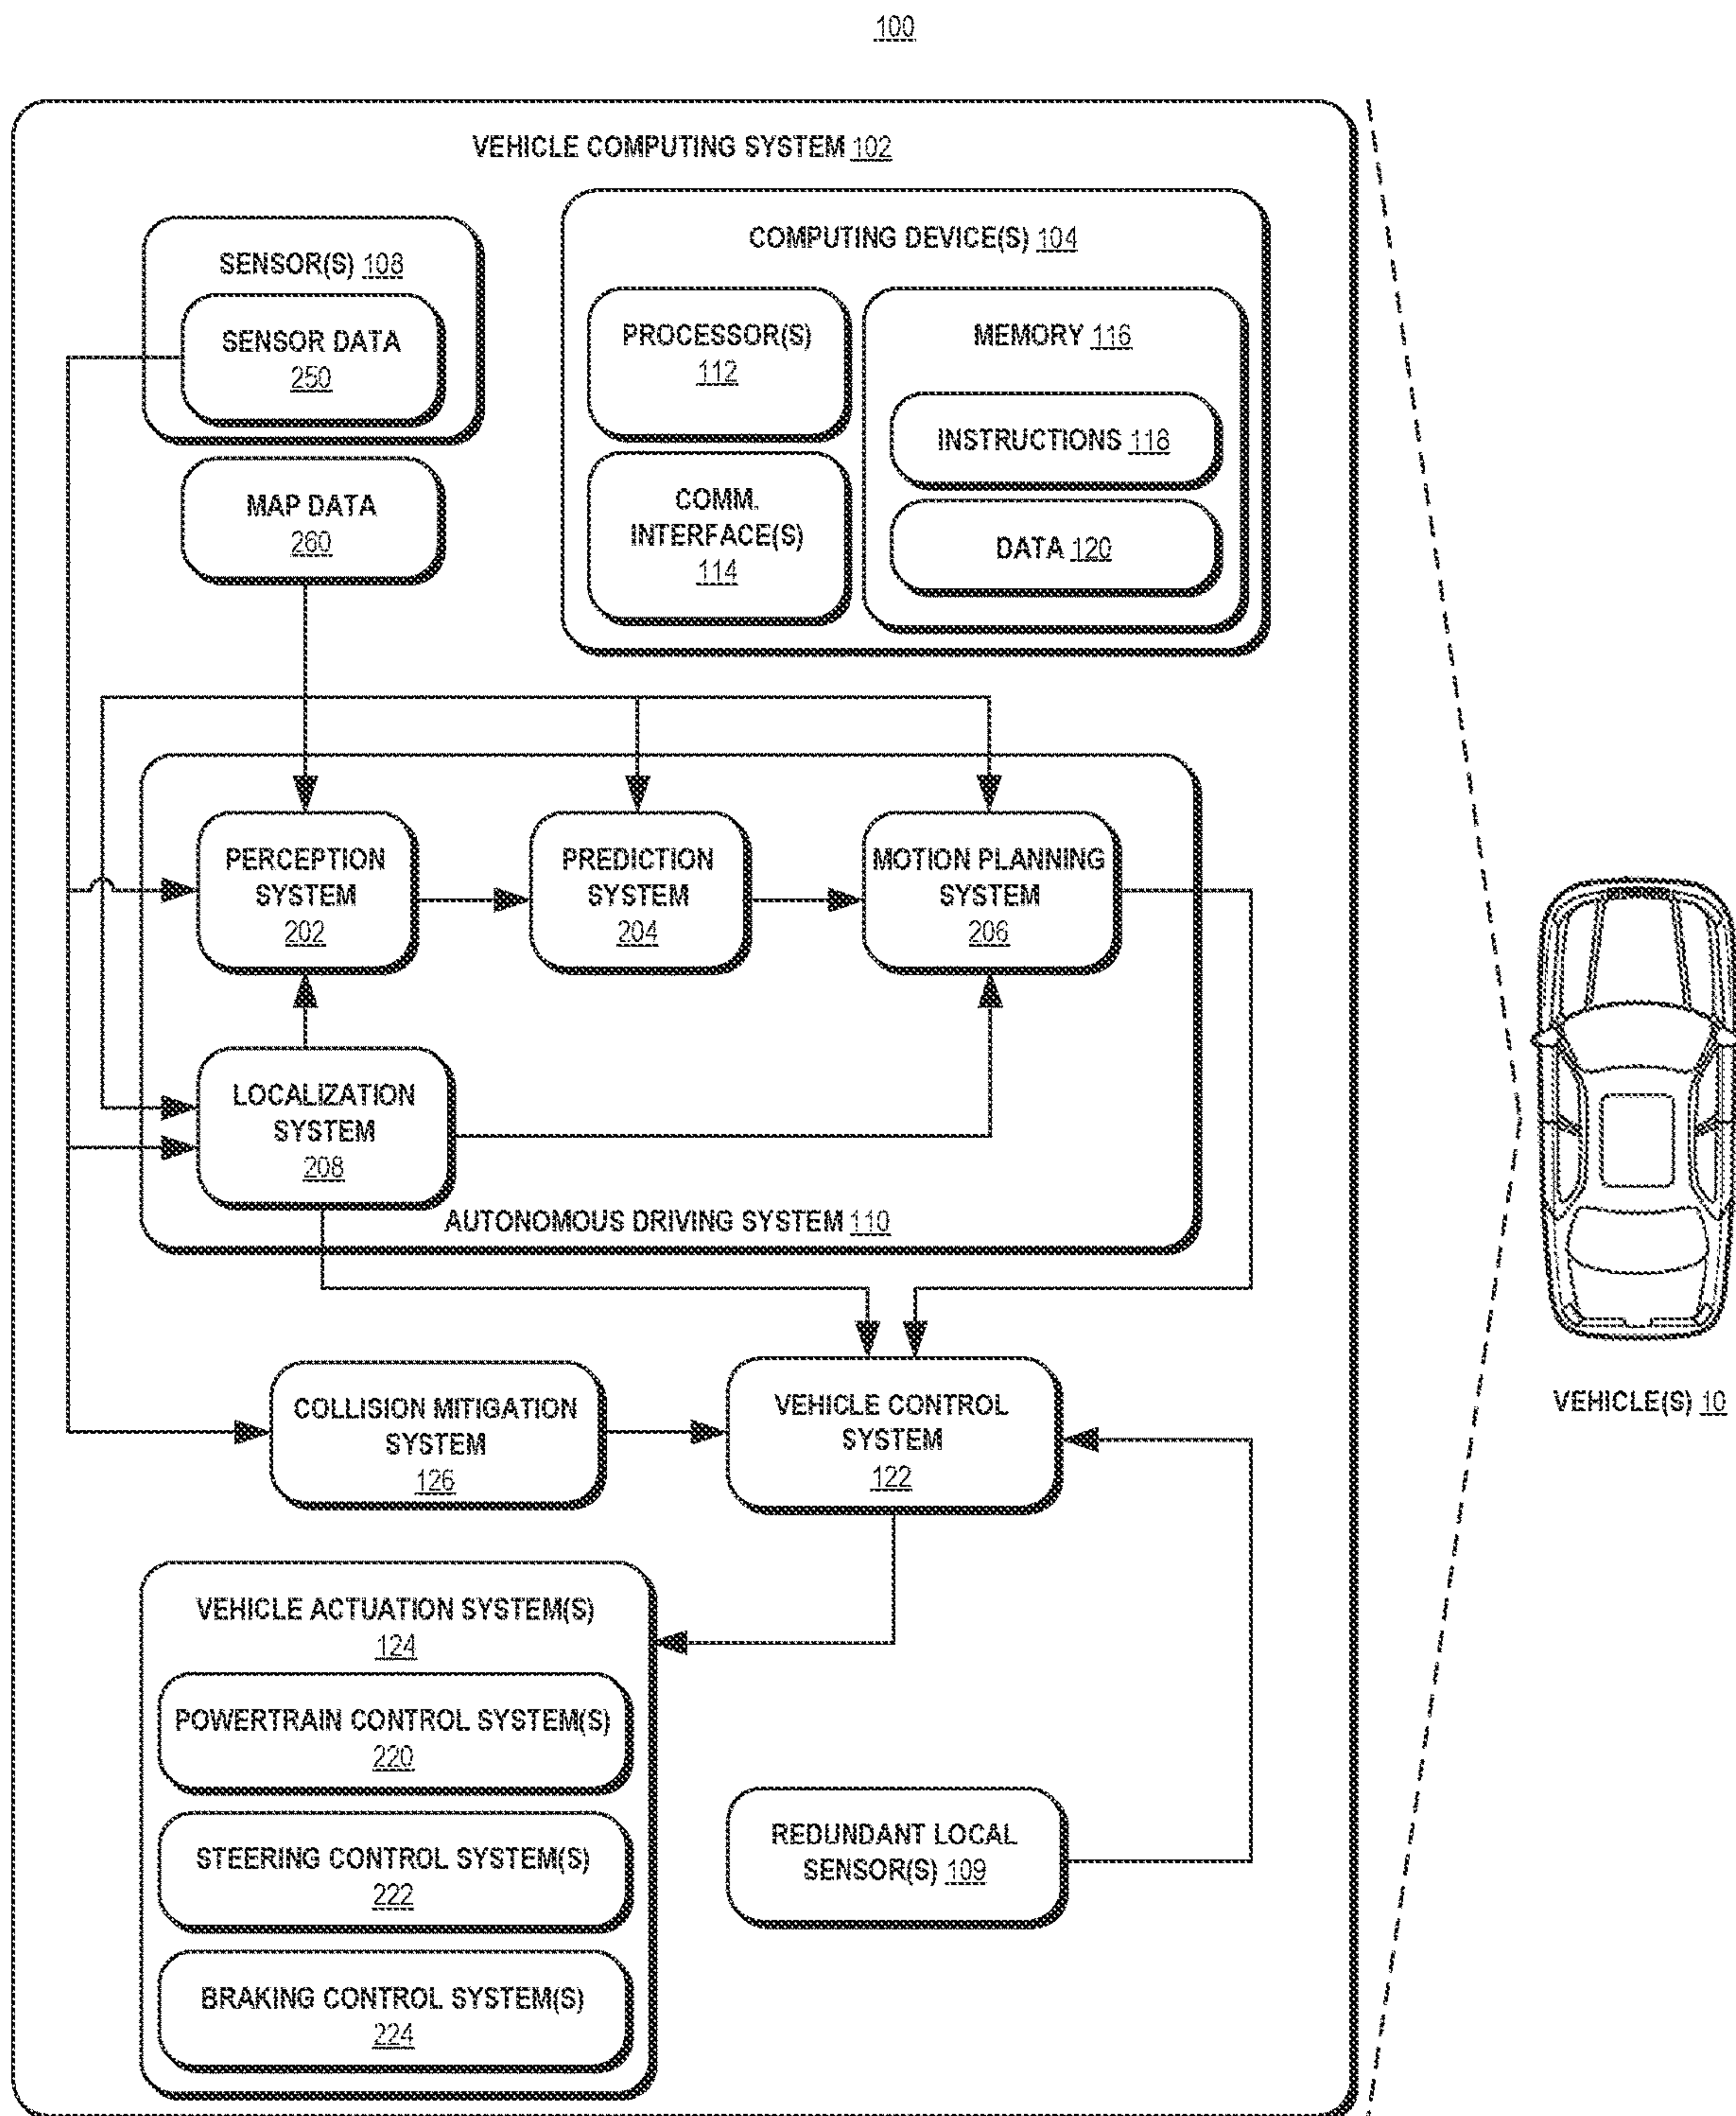 100
VEHICLE COMPUTING SYSTEM 102
SENSOR(S) 108
SENSOR DATA
250
MAP DATA
260
COMPUTING DEVICE(S) 104
PROCESSOR(S)
112
COMM.
INTERFACE(S)
114
MEMORY 116
INSTRUCTIONS 118
DATA 120
PERCEPTION
SYSTEM
202
PREDICTION
SYSTEM
204
MOTION PLANNING
SYSTEM
206
LOCALIZATION
SYSTEM
208
AUTONOMOUS DRIVING SYSTEM 110
COLLISION MITIGATION
SYSTEM
126
VEHICLE CONTROL
SYSTEM
122
VEHICLE(S) 10
VEHICLE ACTUATION SYSTEM(S)
124
POWERTRAIN CONTROL SYSTEM(S)
220
STEERING CONTROL SYSTEM(S)
222
BRAKING CONTROL SYSTEM(S)
224
REDUNDANT LOCAL
SENSOR(S) 109